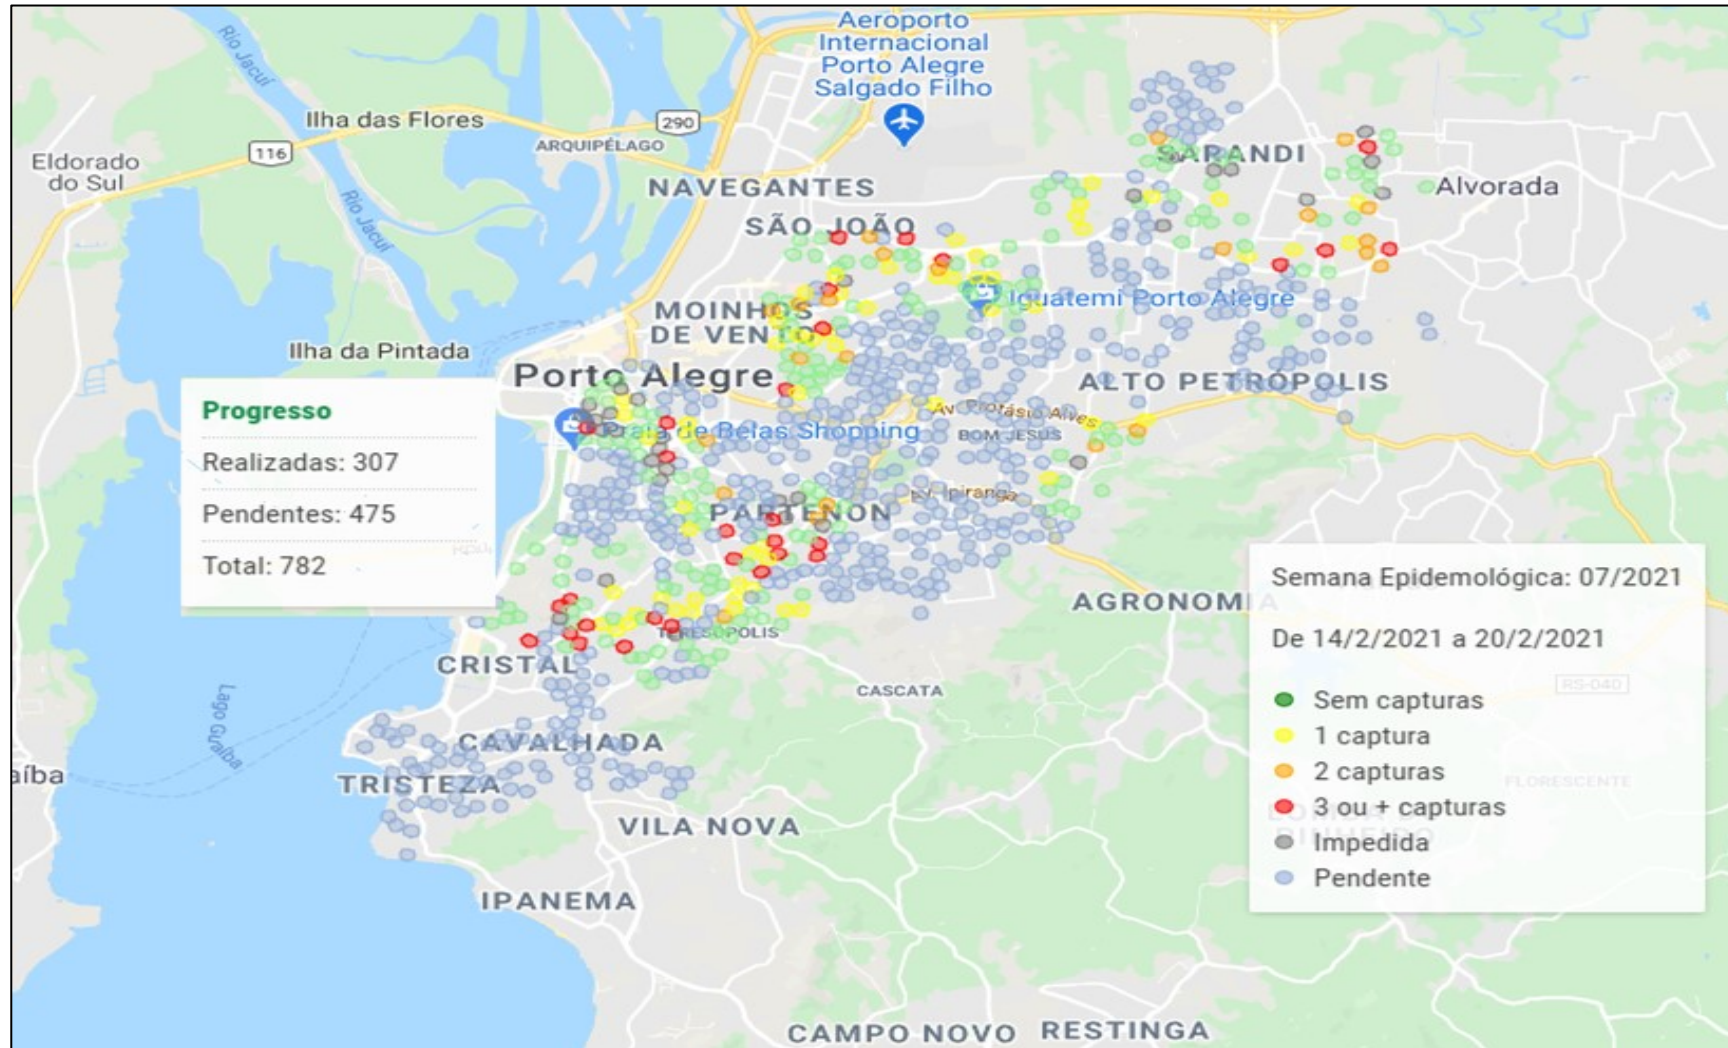 Aeroporto
Internacional
Porto Alegre
Salgado Filho
Rio Jacuí
Ilha das Flores
290
116
ARQUIPÉLAGO
Eldorado
do Sul
SARANDI
NAVEGANTES
Alvorada
Rio Jacuí
SÃO JOÃO
MOINHOS
DE VENTO
Iguatemi Porto Alegre
Ilha da Pintada
Porto Alegre
ALTO PETRÓPOLIS
Av. Protásio Alves
Praia de Belas Shopping
BOM JESUS
Progresso
Realizadas: 307
Pendentes: 475
Total: 782
Av. Ipiranga
PARTENON
AGRONOMIA
TERESÓPOLIS
CRISTAL
CASCATA
Lago Guaíba
CAVALHADA
TRISTEZA
aíba
VILA NOVA
IPANEMA
CAMPO NOVO
RESTINGA
Semana Epidemológica: 07/2021
De 14/2/2021 a 20/2/2021
RS-040
Sem capturas
1 captura
2 capturas
FLORESCENTE
3 ou + capturas
Impedida
Pendente